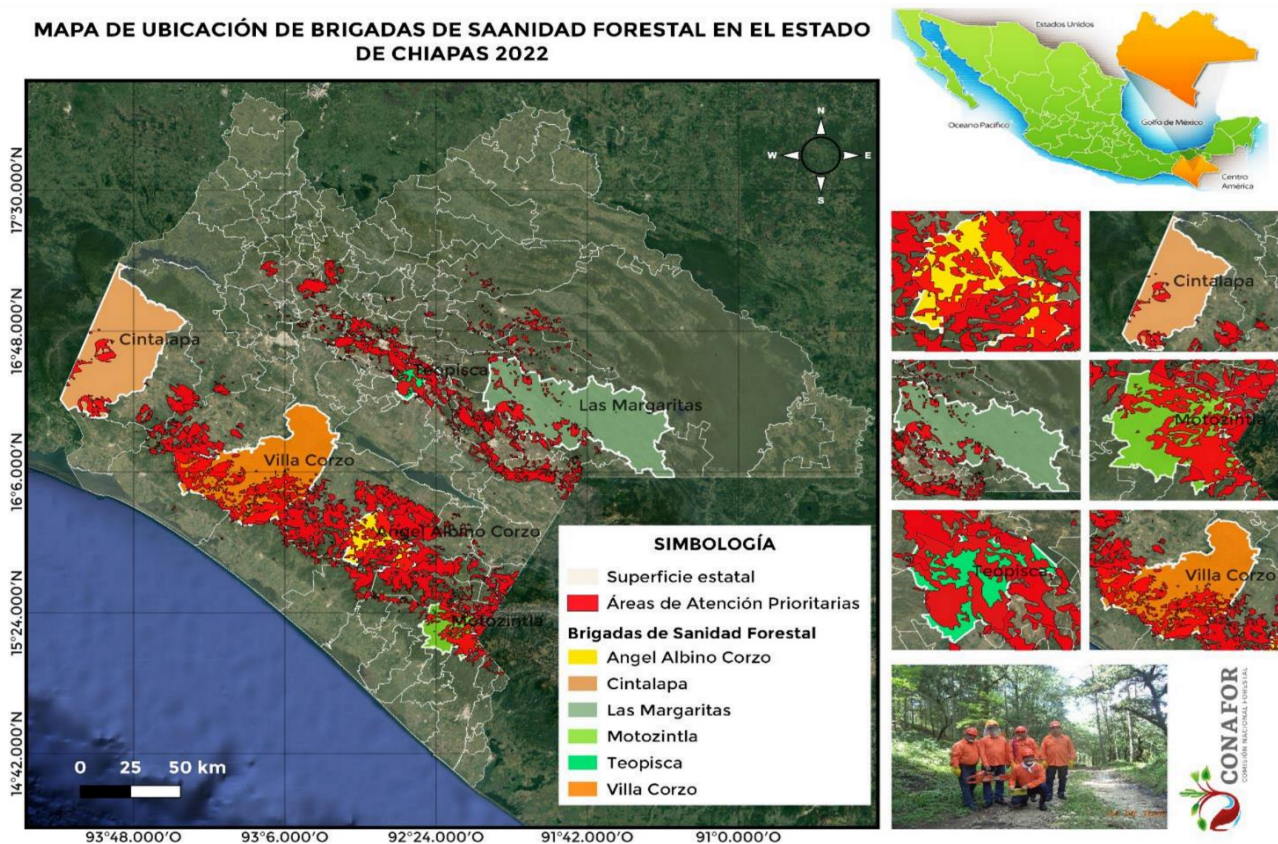 MAPA DE UBICACIÓN DE BRIGADAS DE SAANIDAD FORESTAL EN EL ESTADO
DE CHIAPAS 2022
Estados Unidos
Oceano Pacífico
Golfo de México
Centro
América
N
W
E
S
17°30.000'N
16°48.000'N
16°6.000'N
15°24.000'N
14°42.000'N
Cintalapa
Teopisca
Las Margaritas
Villa Corzo
Angel Albino Corzo
Motozintla
SIMBOLOGÍA
Superficie estatal
Áreas de Atención Prioritarias
Brigadas de Sanidad Forestal
Angel Albino Corzo
Cintalapa
Las Margaritas
Motozintla
Teopisca
Villa Corzo
0 25 50 km
93°48.000'O
93°6.000'O
92°24.000'O
91°42.000'O
91°0.000'O
Cintalapa
Las Margaritas
Motozintla
Teopisca
Villa Corzo
CONAFOR
COMISIÓN NACIONAL FORESTAL